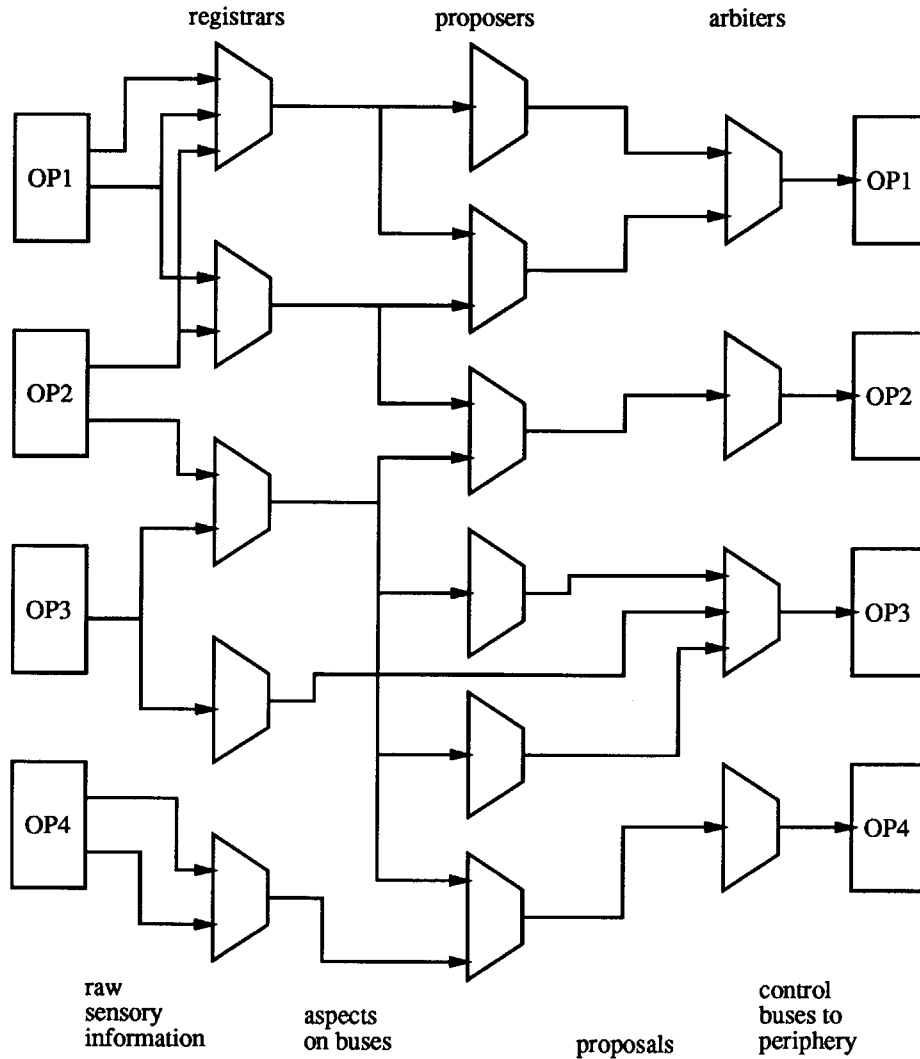 registrars
proposers
arbiters
OP1
OP1
OP2
OP2
OP3
OP3
OP4
OP4
raw
sensory
information
aspects
on buses
proposals
control
buses to
periphery